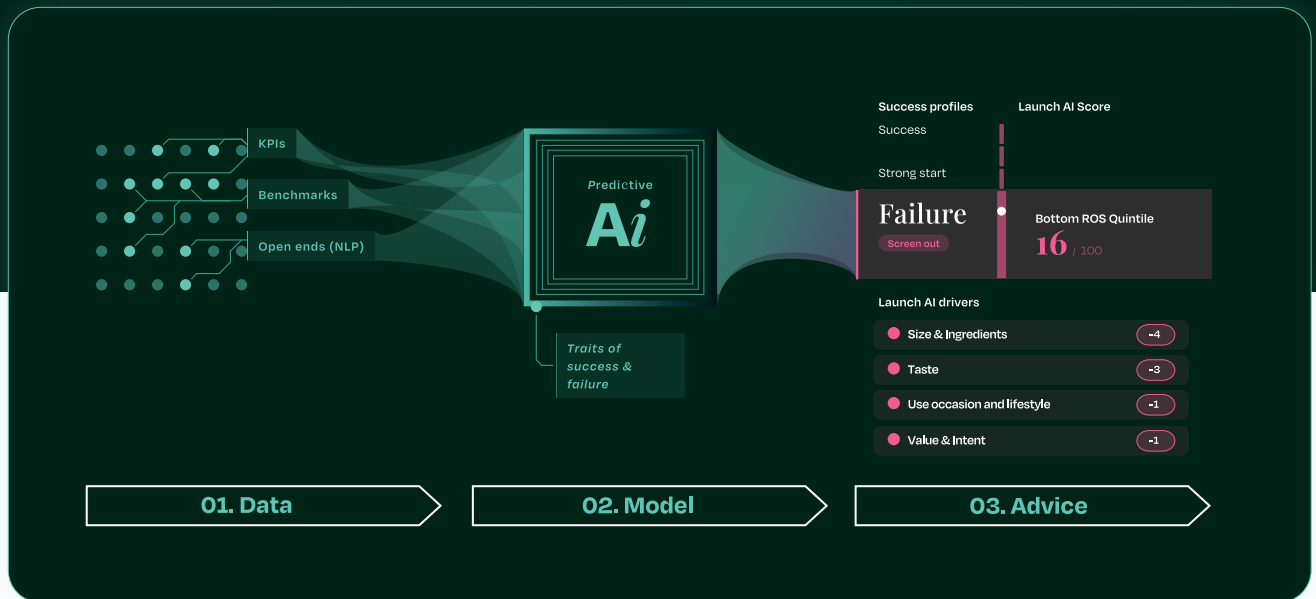 KPIs
Benchmarks
Open ends (NLP)
Predictive
Ai
Traits of
success &
failure
Success profiles
Launch AI Score
Success
Strong start
Failure
Screen out
Bottom ROS Quintile
16 / 100
Launch AI drivers
Size & Ingredients -4
Taste -3
Use occasion and lifestyle -1
Value & Intent -1
01. Data
02. Model
03. Advice